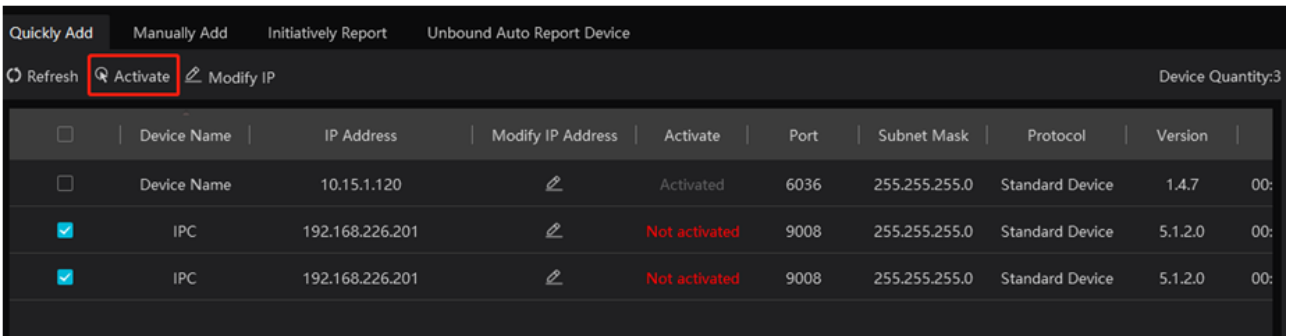 Quickly Add Manually Add Initiatively Report Unbound Auto Report Device
Refresh Activate Modify IP Device Quantity:3
Device Name IP Address Modify IP Address Activate Port Subnet Mask Protocol Version
Device Name 10.15.1.120 Activated 6036 255.255.255.0 Standard Device 1.4.7 00:
IPC 192.168.226.201 Not activated 9008 255.255.255.0 Standard Device 5.1.2.0 00:
IPC 192.168.226.201 Not activated 9008 255.255.255.0 Standard Device 5.1.2.0 00: